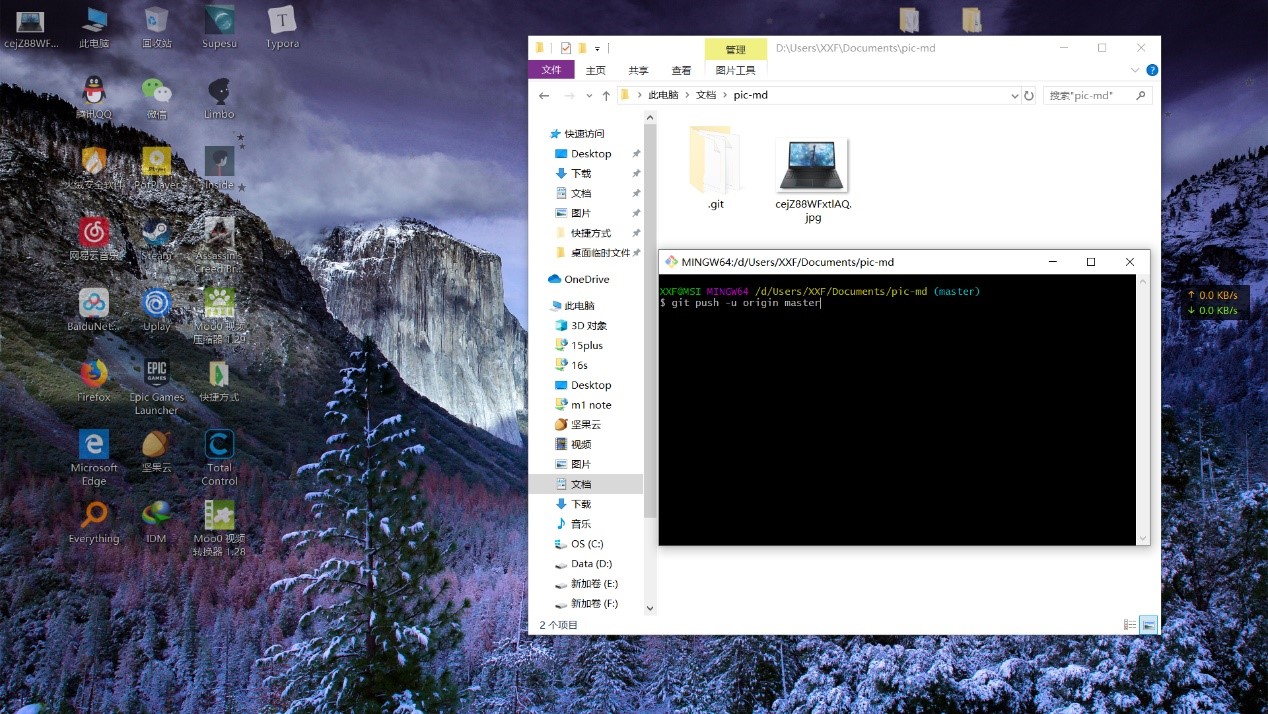 cejZ88WF...
此电脑
回收站
Supesu
Typora
腾讯QQ
微信
Limbo
火绒安全软件
PotPlayer
Inside
网易云音乐
Steam
Assassin's
Creed Br...
BaiduNet...
Uplay
Moo0 视频
压缩器 1.29
Firefox
EPIC
GAMES
Epic Games
Launcher
快捷方式
Microsoft
Edge
坚果云
Total
Control
Everything
IDM
Moo0 视频
转换器 1.28
管理
D:\Users\XXF\Documents\pic-md
文件
主页
共享
查看
图片工具
此电脑 > 文档 > pic-md
搜索"pic-md"
快速访问
Desktop
下载
文档
图片
快捷方式
桌面临时文件
OneDrive
此电脑
3D 对象
15plus
16s
Desktop
m1 note
坚果云
视频
图片
文档
下载
音乐
OS (C:)
Data (D:)
新加卷 (E:)
新加卷 (F:)
.git
cejZ88WFxtlAQ.
jpg
MINGW64:/d/Users/XXF/Documents/pic-md
XXF@MSI MINGW64 /d/Users/XXF/Documents/pic-md (master)
$ git push -u origin master
2 个项目
↑ 0.0 KB/s
↓ 0.0 KB/s